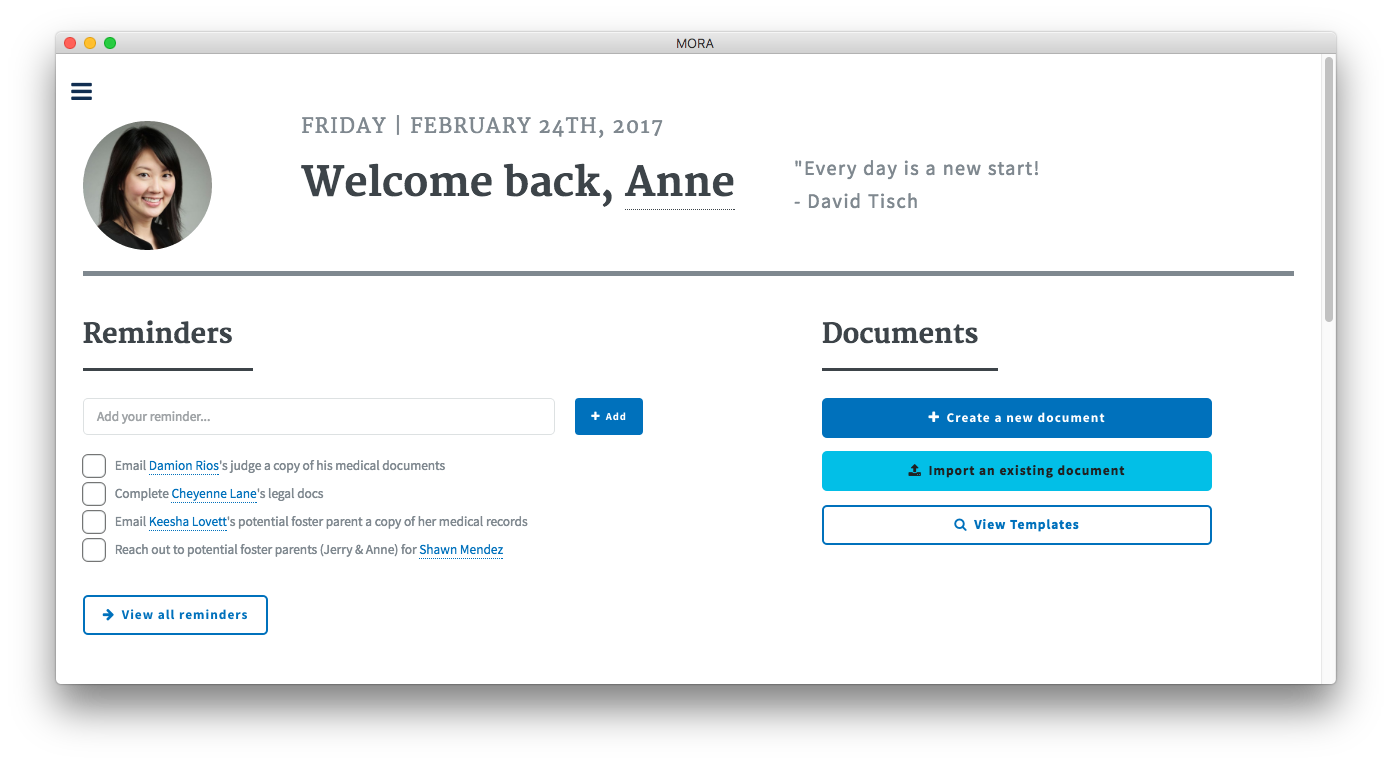 MORA
FRIDAY | FEBRUARY 24TH, 2017
Welcome back, Anne
"Every day is a new start!
- David Tisch
Reminders
Add your reminder...
Add
Email Damion Rios's judge a copy of his medical documents
Complete Cheyenne Lane's legal docs
Email Keesha Lovett's potential foster parent a copy of her medical records
Reach out to potential foster parents (Jerry & Anne) for Shawn Mendez
View all reminders
Documents
Create a new document
Import an existing document
View Templates